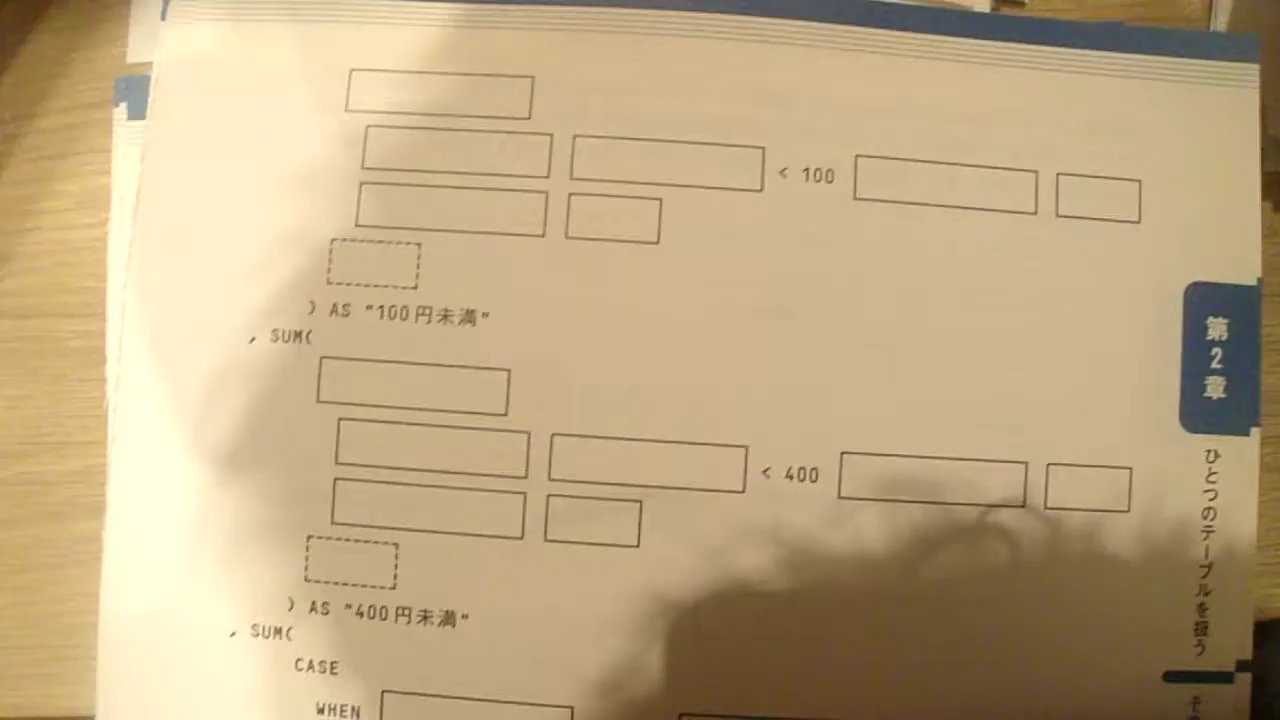 < 100
) AS "100円未満"
, SUM(
< 400
) AS "400円未満"
, SUM(
CASE
WHEN
第2章
ひとつのテーブルを扱う
そ